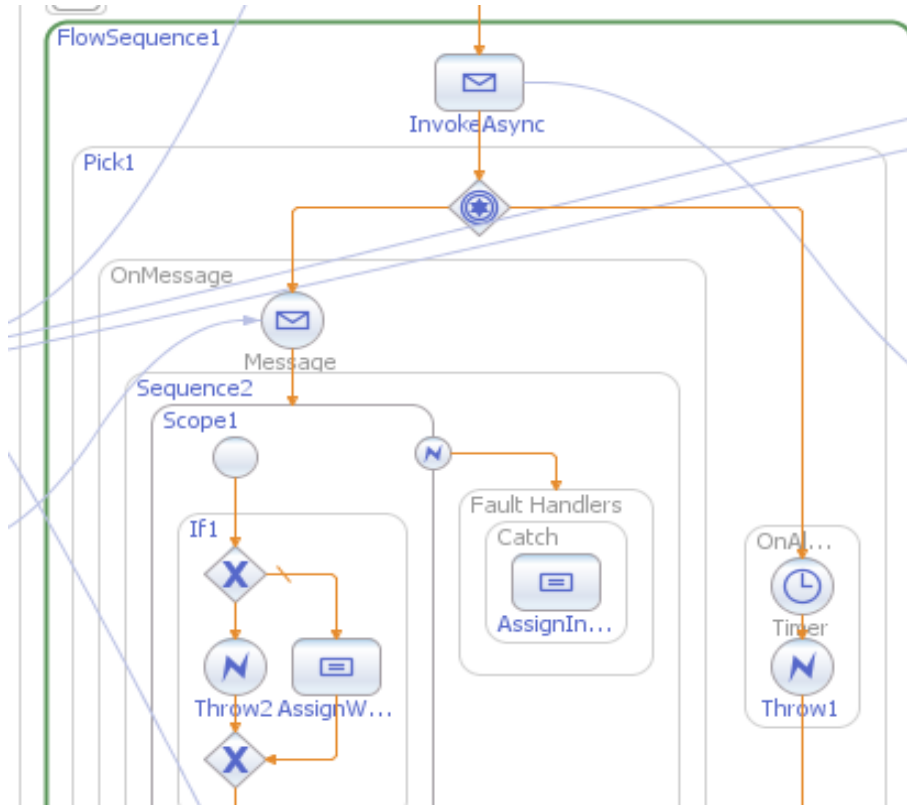 FlowSequence1
InvokeAsync
Pick1
OnMessage
Message
Sequence2
Scope1
Fault Handlers
Catch
AssignIn...
If1
Throw2 AssignW...
OnAl...
Timer
Throw1